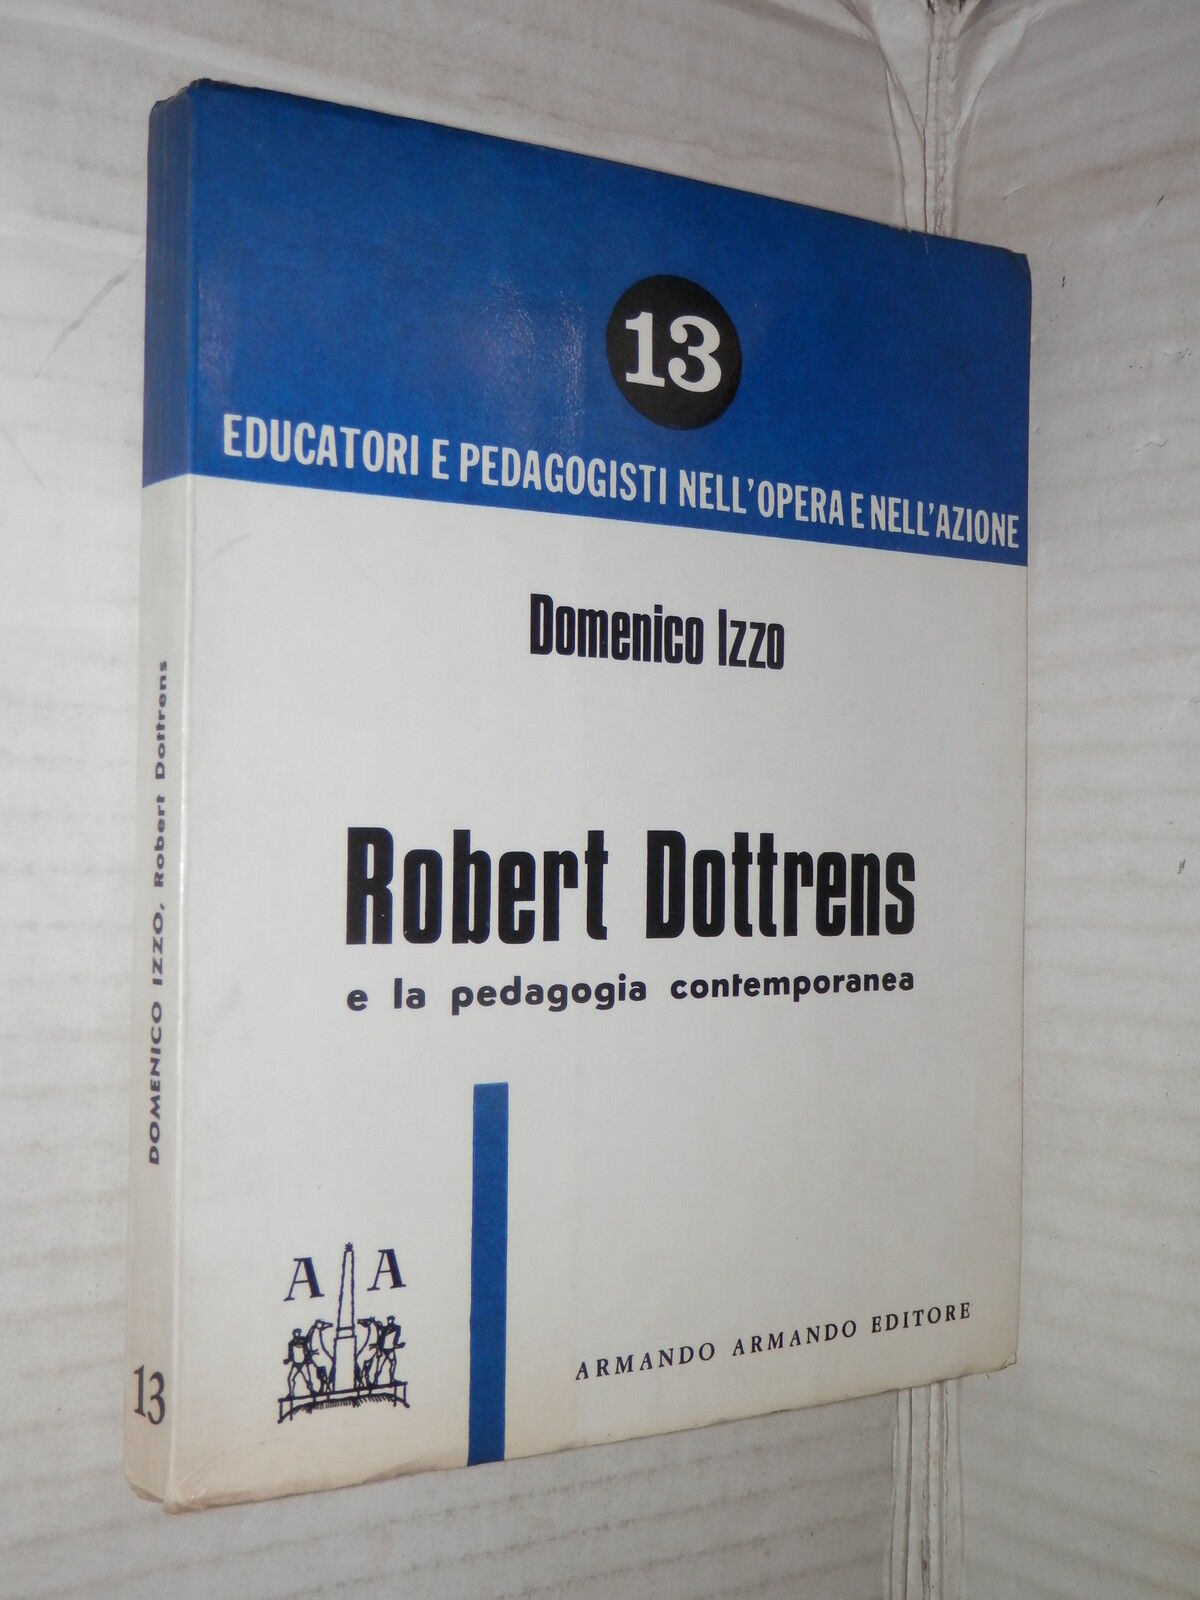 13
EDUCATORI E PEDAGOGISTI NELL'OPERA E NELL'AZIONE
Domenico Izzo
Robert Dottrens
e la pedagogia contemporanea
A A
ARMANDO ARMANDO EDITORE
DOMENICO IZZO, Robert Dottrens
13